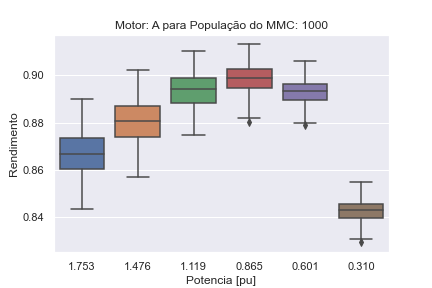 Motor: A para População do MMC: 1000
Rendimento
0.90
0.88
0.86
0.84
1.753 1.476 1.119 0.865 0.601 0.310
Potencia [pu]